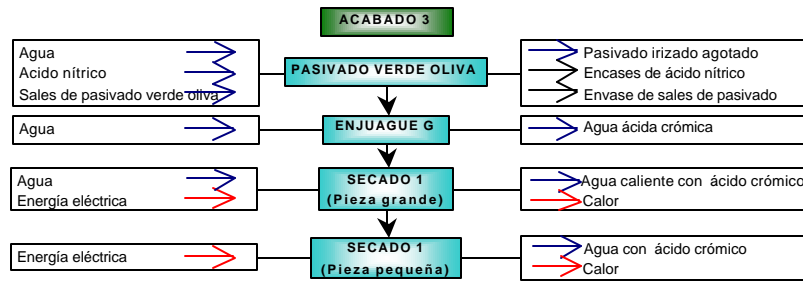 ACABADO 3
Agua
Acido nítrico
Sales de pasivado verde oliva
PASIVADO VERDE OLIVA
Pasivado irizado agotado
Encases de ácido nítrico
Envase de sales de pasivado
Agua
ENJUAGUE G
Agua ácida crómica
Agua
Energía eléctrica
SECADO 1
(Pieza grande)
Agua caliente con ácido crómico
Calor
Energía eléctrica
SECADO 1
(Pieza pequeña)
Agua con ácido crómico
Calor